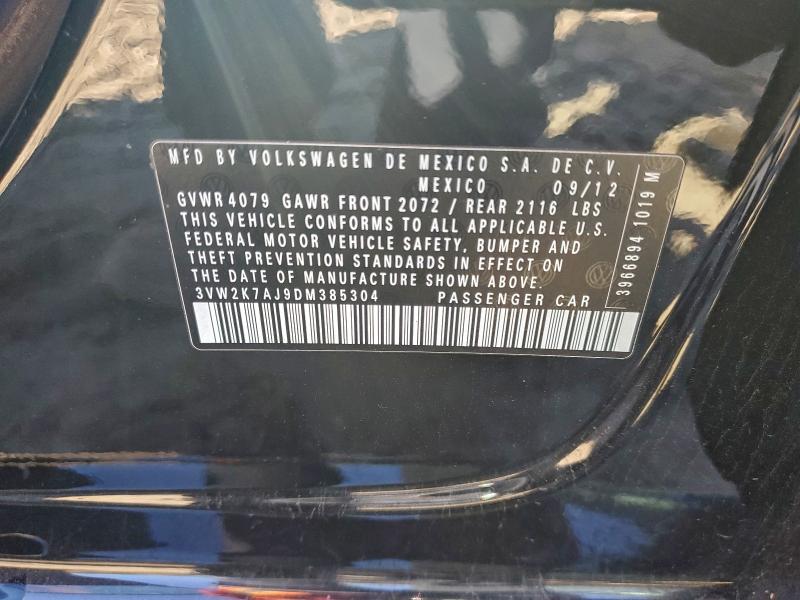 MFD BY VOLKSWAGEN DE MEXICO S.A. DE C.V.
MEXICO 09/12
GVWR 4079 GAWR FRONT 2072 / REAR 2116 LBS
THIS VEHICLE CONFORMS TO ALL APPLICABLE U.S.
FEDERAL MOTOR VEHICLE SAFETY, BUMPER AND
THEFT PREVENTION STANDARDS IN EFFECT ON
THE DATE OF MANUFACTURE SHOWN ABOVE.
3VW2K7AJ9DM385304 PASSENGER CAR
3966894 1019 M